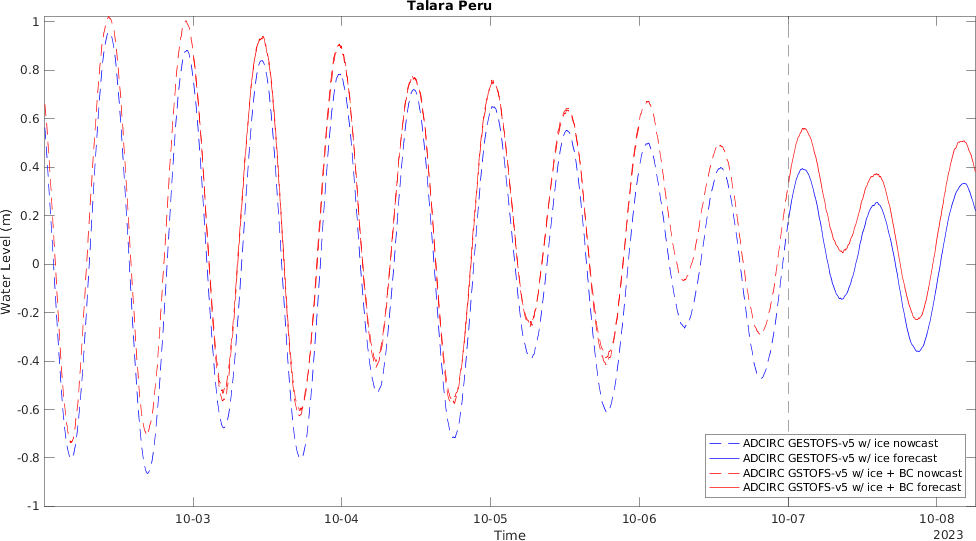 Talara Peru
Water Level (m)
1
0.8
0.6
0.4
0.2
0
-0.2
-0.4
-0.6
-0.8
-1
ADCIRC GESTOFS-v5 w/ ice nowcast
ADCIRC GESTOFS-v5 w/ ice forecast
ADCIRC GSTOFS-v5 w/ ice + BC nowcast
ADCIRC GSTOFS-v5 w/ ice + BC forecast
10-03 10-04 10-05 10-06 10-07 10-08
Time
2023